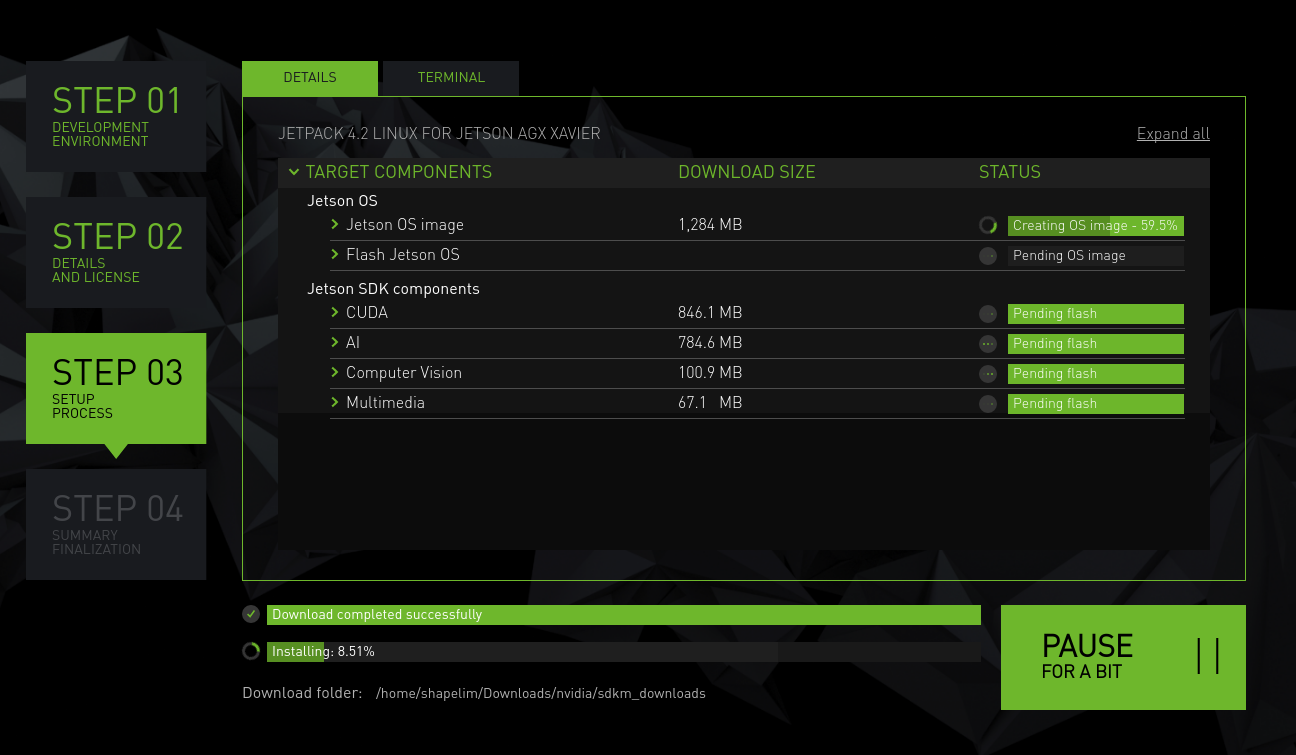 STEP 01
DEVELOPMENT
ENVIRONMENT
STEP 02
DETAILS
AND LICENSE
STEP 03
SETUP
PROCESS
STEP 04
SUMMARY
FINALIZATION
DETAILS TERMINAL
JETPACK 4.2 LINUX FOR JETSON AGX XAVIER Expand all
TARGET COMPONENTS DOWNLOAD SIZE STATUS
Jetson OS
Jetson OS image 1,284 MB Creating OS image - 59.5%
Flash Jetson OS Pending OS image
Jetson SDK components
CUDA 846.1 MB Pending flash
AI 784.6 MB Pending flash
Computer Vision 100.9 MB Pending flash
Multimedia 67.1 MB Pending flash
Download completed successfully
Installing: 8.51%
Download folder: /home/shapelim/Downloads/nvidia/sdkm_downloads
PAUSE
FOR A BIT